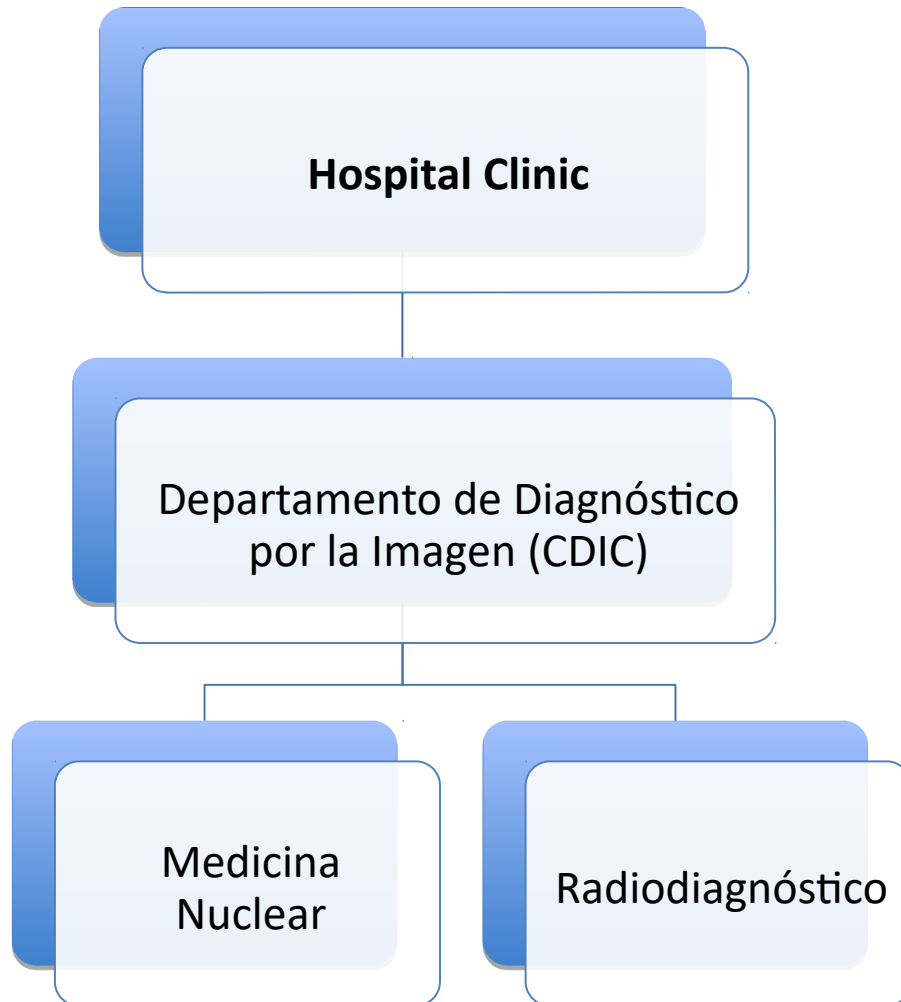 Hospital Clinic
Departamento de Diagnóstico
por la Imagen (CDIC)
Medicina
Nuclear
Radiodiagnóstico